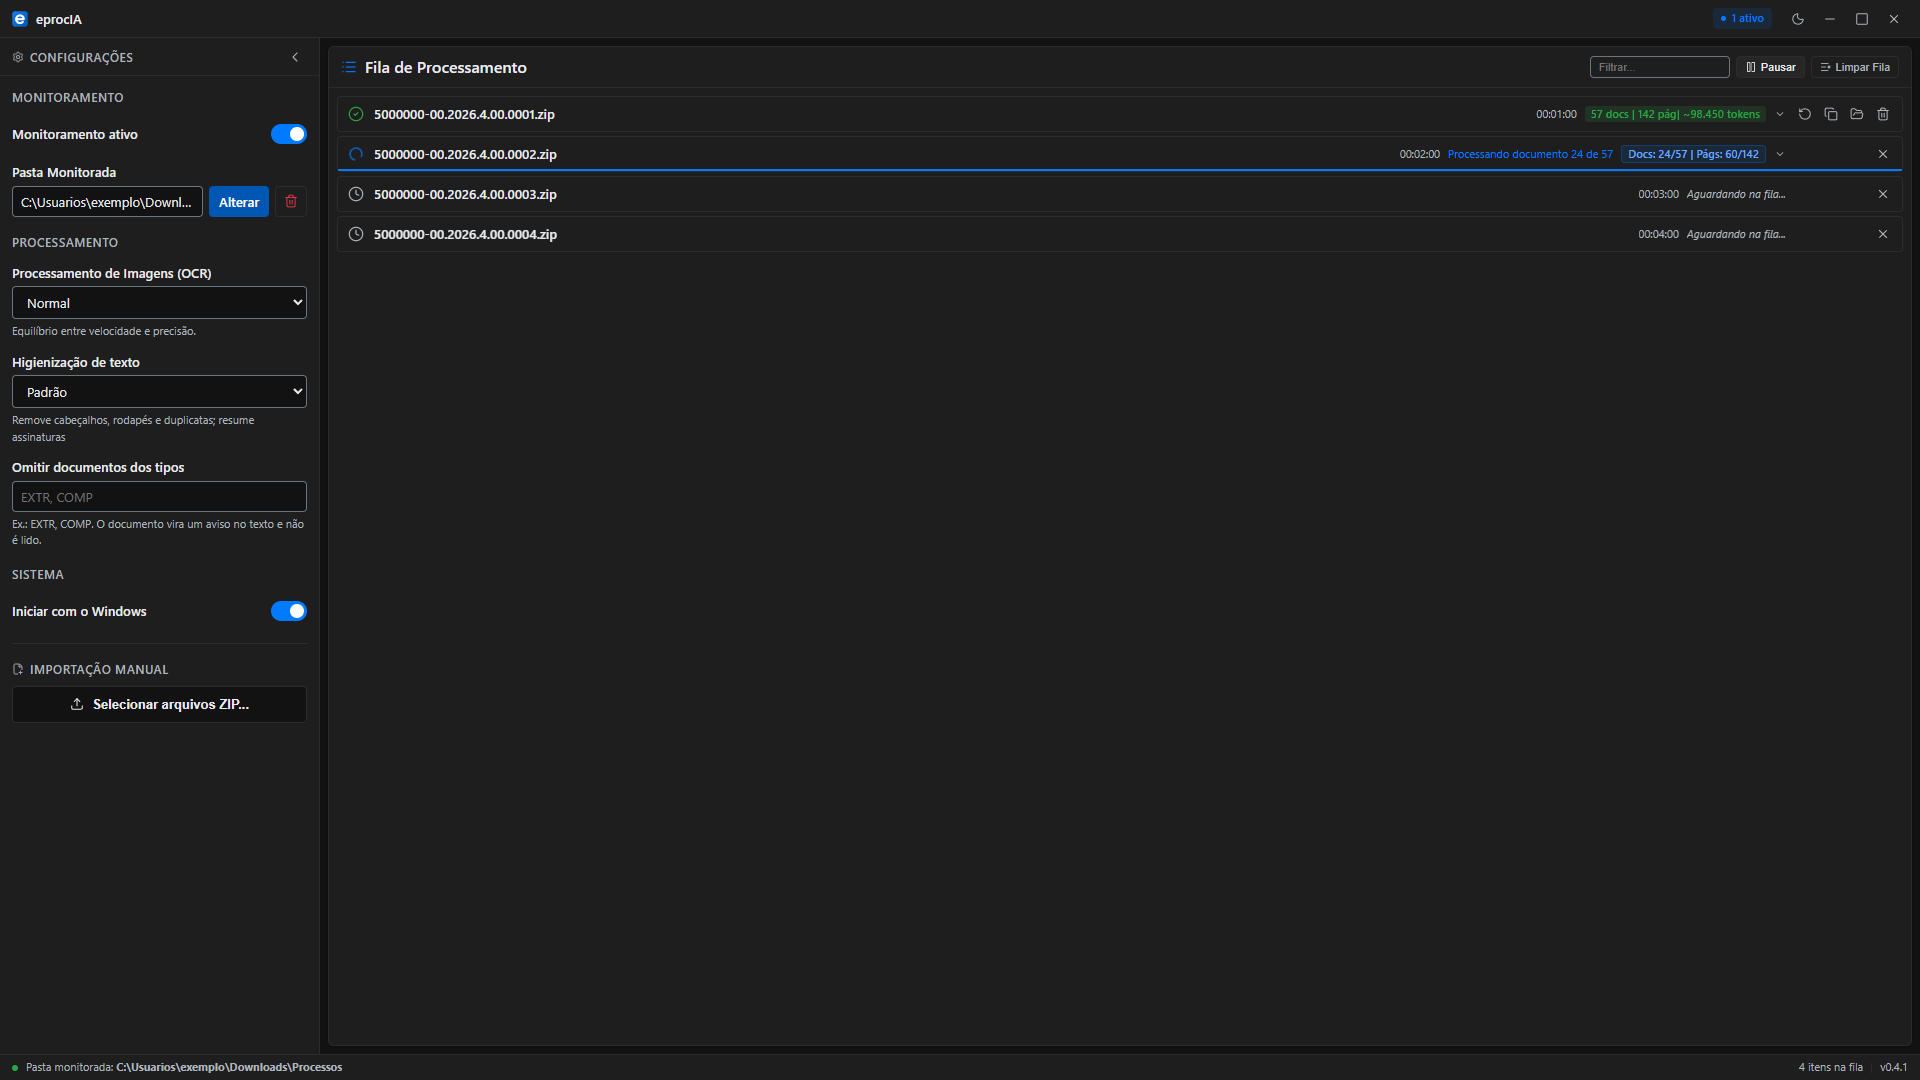 eprocIA
1 ativo
CONFIGURAÇÕES
MONITORAMENTO
Monitoramento ativo
Pasta Monitorada
C:\Usuarios\exemplo\Downl...
Alterar
PROCESSAMENTO
Processamento de Imagens (OCR)
Normal
Equilíbrio entre velocidade e precisão.
Higienização de texto
Padrão
Remove cabeçalhos, rodapés e duplicatas; resume
assinaturas
Omitir documentos dos tipos
EXTR, COMP
Ex.: EXTR, COMP. O documento vira um aviso no texto e não
é lido.
SISTEMA
Iniciar com o Windows
IMPORTAÇÃO MANUAL
Selecionar arquivos ZIP...
Fila de Processamento
Filtrar...
Pausar
Limpar Fila
5000000-00.2026.4.00.0001.zip
00:01:00
57 docs | 142 pág| ~98.450 tokens
5000000-00.2026.4.00.0002.zip
00:02:00
Processando documento 24 de 57
Docs: 24/57 | Págs: 60/142
5000000-00.2026.4.00.0003.zip
00:03:00
Aguardando na fila...
5000000-00.2026.4.00.0004.zip
00:04:00
Aguardando na fila...
Pasta monitorada: C:\Usuarios\exemplo\Downloads\Processos
4 itens na fila
v0.4.1